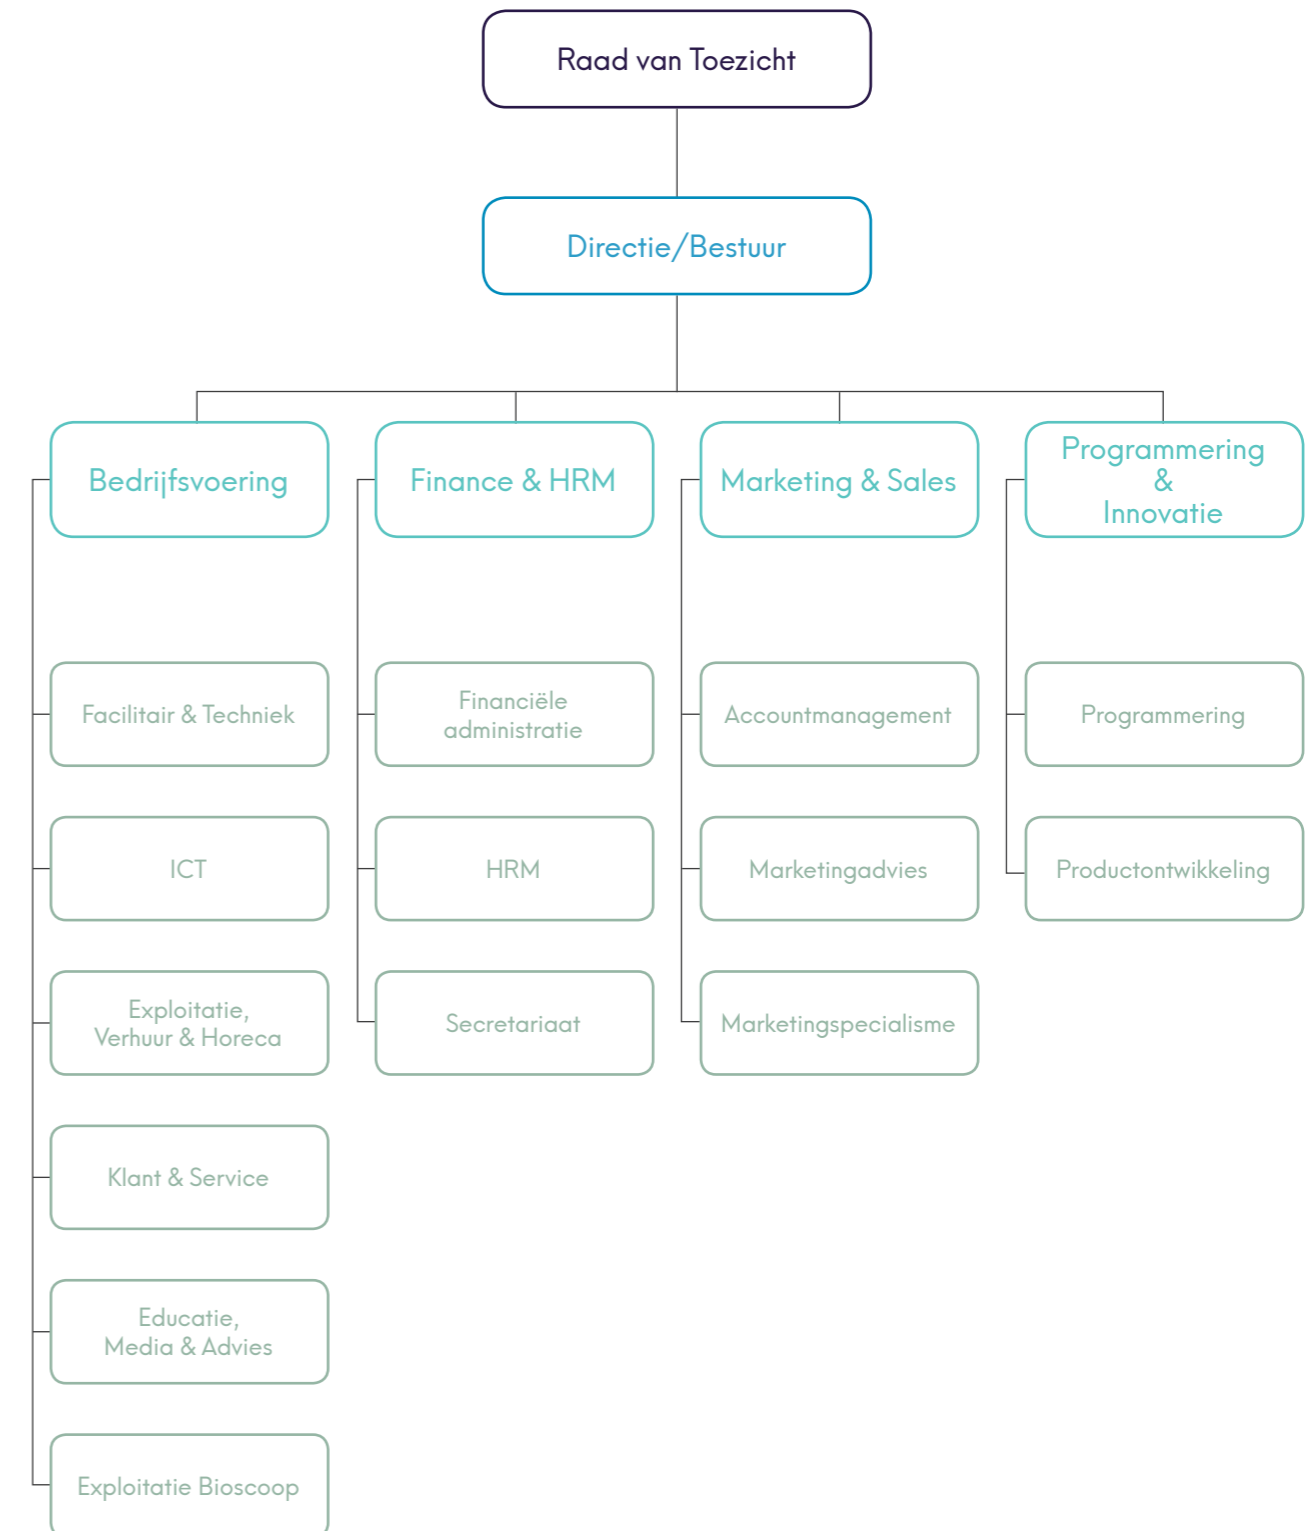 Raad van Toezicht
Directie/Bestuur
Bedrijfsvoering
Finance & HRM
Marketing & Sales
Programmering
&
Innovatie
Facilitair & Techniek
Financiële
administratie
Accountmanagement
Programmering
ICT
HRM
Marketingadvies
Productontwikkeling
Exploitatie,
Verhuur & Horeca
Secretariaat
Marketingspecialisme
Klant & Service
Educatie,
Media & Advies
Exploitatie Bioscoop